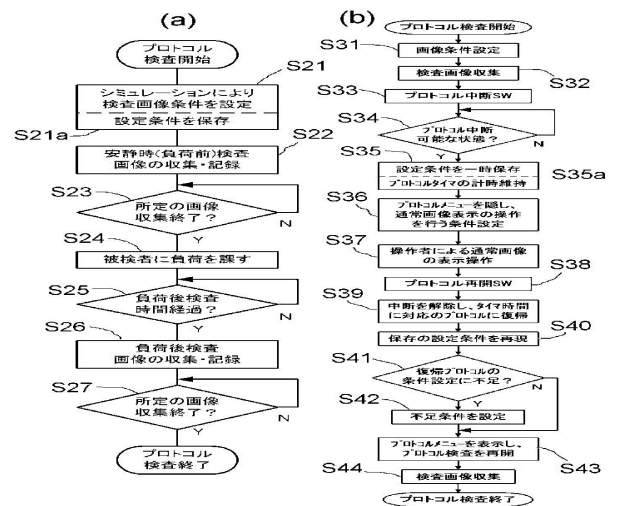 (a)
プロトコル
検査開始
S21
シミュレーションにより
検査画像条件を設定
設定条件を保存
S21a
S22
安静時(負荷前)検査
画像の収集・記録
S23
所定の画像
収集終了?
N
Y
S24
被検者に負荷を課す
S25
負荷後検査
時間経過?
N
Y
S26
負荷後検査
画像の収集・記録
S27
所定の画像
収集終了?
N
Y
プロトコル
検査終了
(b)
プロトコル検査開始
S31
画像条件設定
検査画像収集
S32
S33
プロトコル中断SW
S34
プロトコル中断
可能な状態?
N
Y
S35
設定条件を一時保存
プロトコルタイマの計時維持
S35a
S36
プロトコルメニューを隠し、
通常画像表示の操作
を行う条件設定
S37
操作者による通常画像
の表示操作
プロトコル再開SW
S38
S39
中断を解除し、タイマ時間
に対応のプロトコルに復帰
S40
保存の設定条件を再現
S41
復帰プロトコルの
条件設定に不足?
N
Y
S42
不足条件を設定
プロトコルメニューを表示し、
プロトコル検査を再開
S43
S44
検査画像収集
プロトコル検査終了